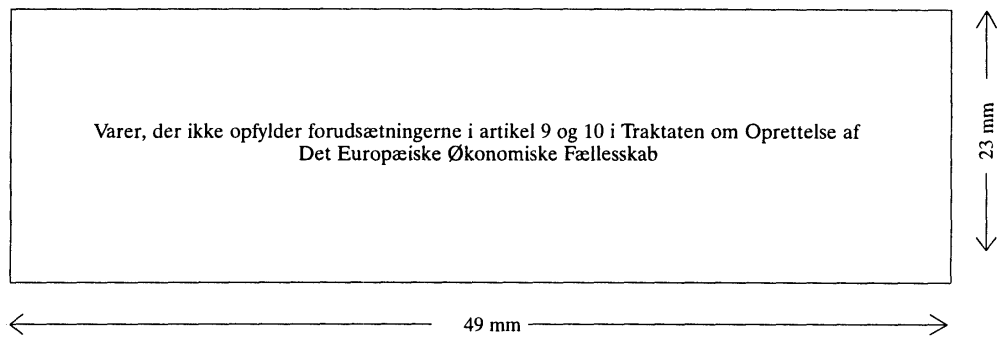 Varer, der ikke opfylder forudsætningerne i artikel 9 og 10 i Traktaten om Oprettelse af
Det Europæiske Økonomiske Fællesskab
23 mm
49 mm